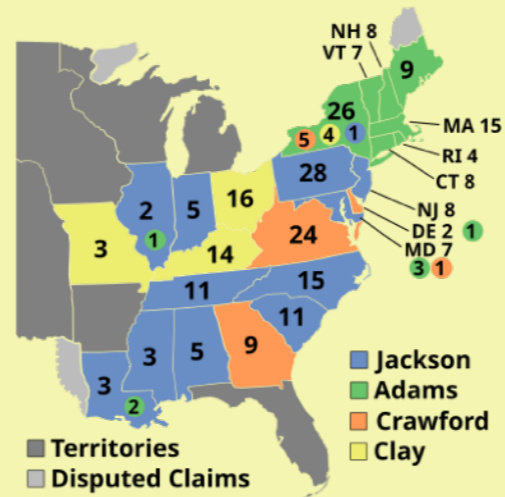 NH 8
VT 7
9
26
5 4 1
MA 15
RI 4
CT 8
28
NJ 8
DE 2 1
MD 7
3 1
2
1
5
16
3
14
24
11
15
11
3
5
9
3
2
Jackson
Adams
Crawford
Clay
Territories
Disputed Claims